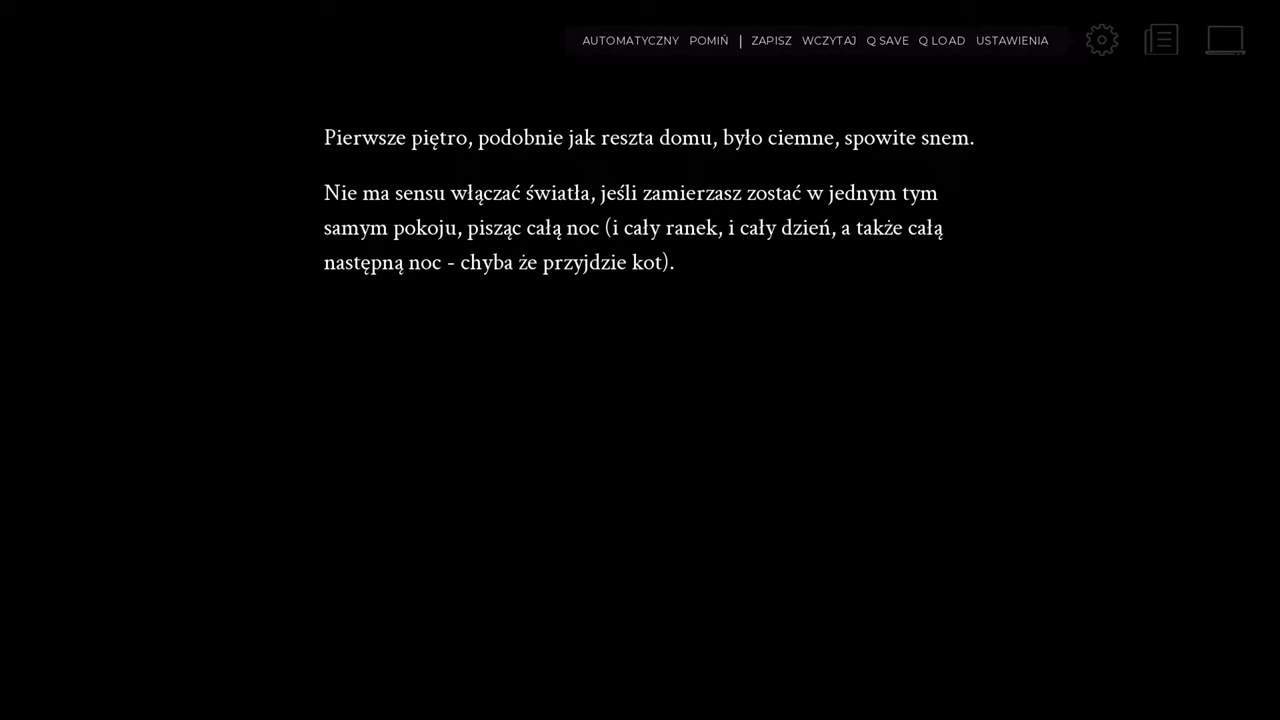 AUTOMATYCZNY POMIŃ | ZAPISZ WCZYTAJ Q SAVE Q LOAD USTAWIENIA
Pierwsze piętro, podobnie jak reszta domu, było ciemne, spowite snem.
Nie ma sensu włączać światła, jeśli zamierzasz zostać w jednym tym
samym pokoju, pisząc całą noc (i cały ranek, i cały dzień, a także całą
następną noc - chyba że przyjdzie kot).